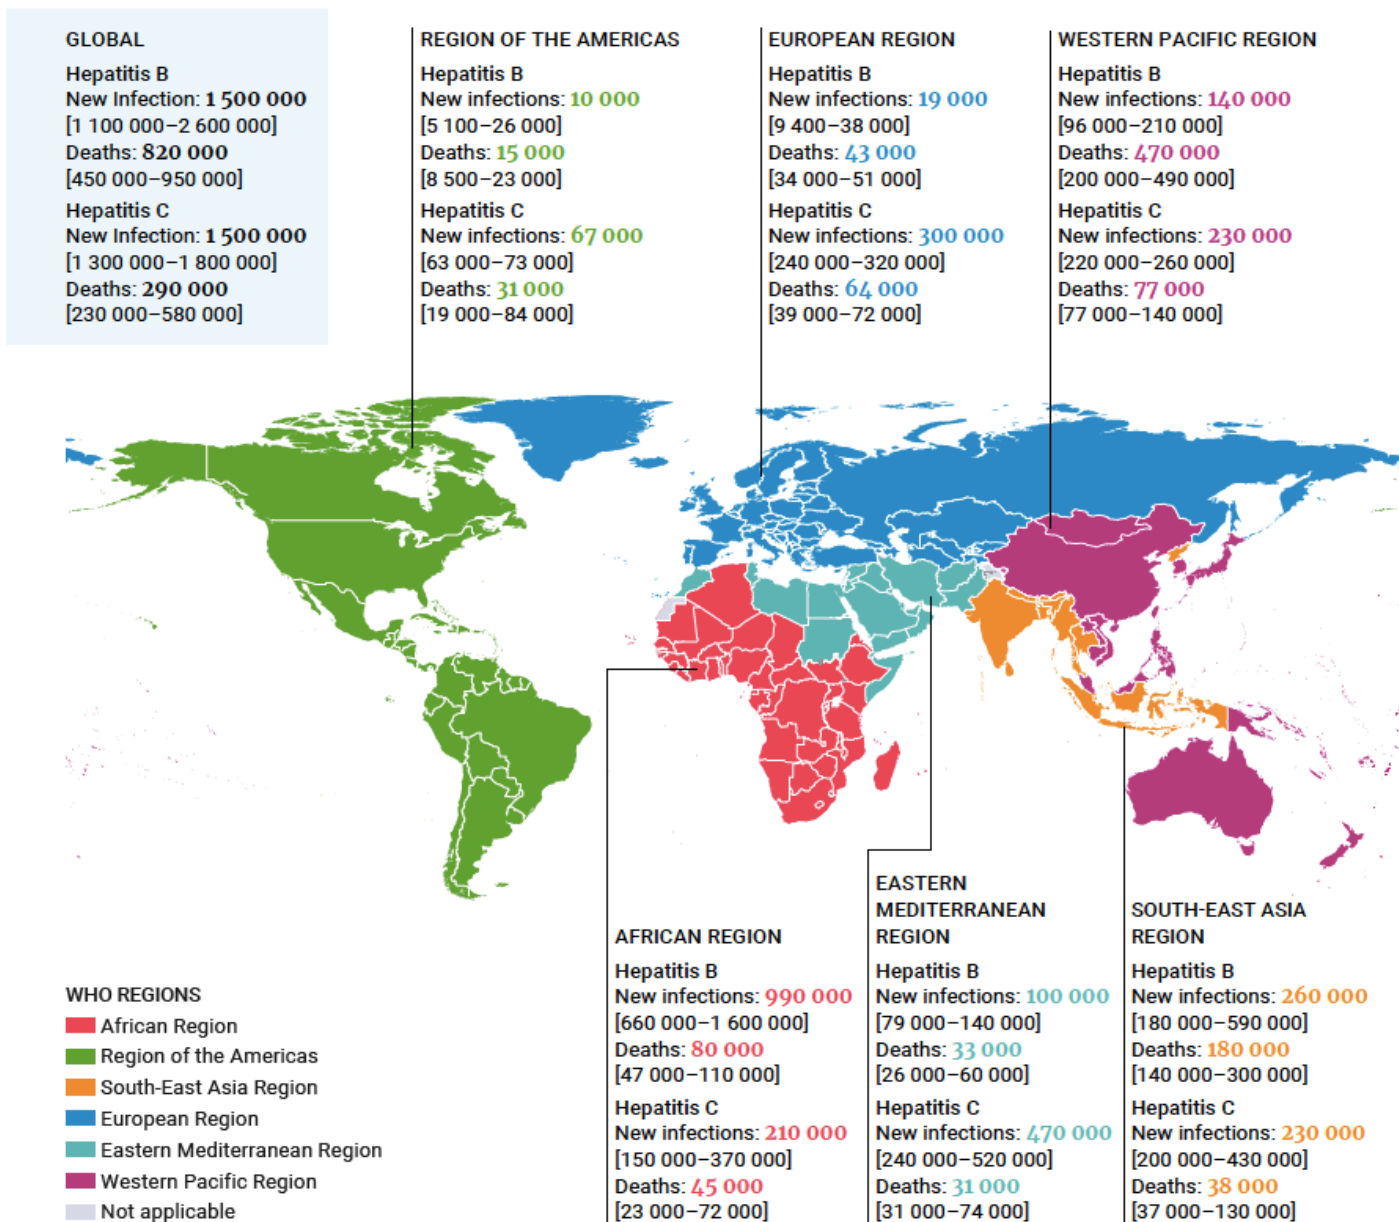 GLOBAL
Hepatitis B
New Infection: 1 500 000
[1 100 000–2 600 000]
Deaths: 820 000
[450 000–950 000]
Hepatitis C
New Infection: 1 500 000
[1 300 000–1 800 000]
Deaths: 290 000
[230 000–580 000]
REGION OF THE AMERICAS
Hepatitis B
New infections: 10 000
[5 100–26 000]
Deaths: 15 000
[8 500–23 000]
Hepatitis C
New infections: 67 000
[63 000–73 000]
Deaths: 31 000
[19 000–84 000]
EUROPEAN REGION
Hepatitis B
New infections: 19 000
[9 400–38 000]
Deaths: 43 000
[34 000–51 000]
Hepatitis C
New infections: 300 000
[240 000–320 000]
Deaths: 64 000
[39 000–72 000]
WESTERN PACIFIC REGION
Hepatitis B
New infections: 140 000
[96 000–210 000]
Deaths: 470 000
[200 000–490 000]
Hepatitis C
New infections: 230 000
[220 000–260 000]
Deaths: 77 000
[77 000–140 000]
WHO REGIONS
African Region
Region of the Americas
South-East Asia Region
European Region
Eastern Mediterranean Region
Western Pacific Region
Not applicable
AFRICAN REGION
Hepatitis B
New infections: 990 000
[660 000–1 600 000]
Deaths: 80 000
[47 000–110 000]
Hepatitis C
New infections: 210 000
[150 000–370 000]
Deaths: 45 000
[23 000–72 000]
EASTERN
MEDITERRANEAN
REGION
Hepatitis B
New infections: 100 000
[79 000–140 000]
Deaths: 33 000
[26 000–60 000]
Hepatitis C
New infections: 470 000
[240 000–520 000]
Deaths: 31 000
[31 000–74 000]
SOUTH-EAST ASIA
REGION
Hepatitis B
New infections: 260 000
[180 000–590 000]
Deaths: 180 000
[140 000–300 000]
Hepatitis C
New infections: 230 000
[200 000–430 000]
Deaths: 38 000
[37 000–130 000]